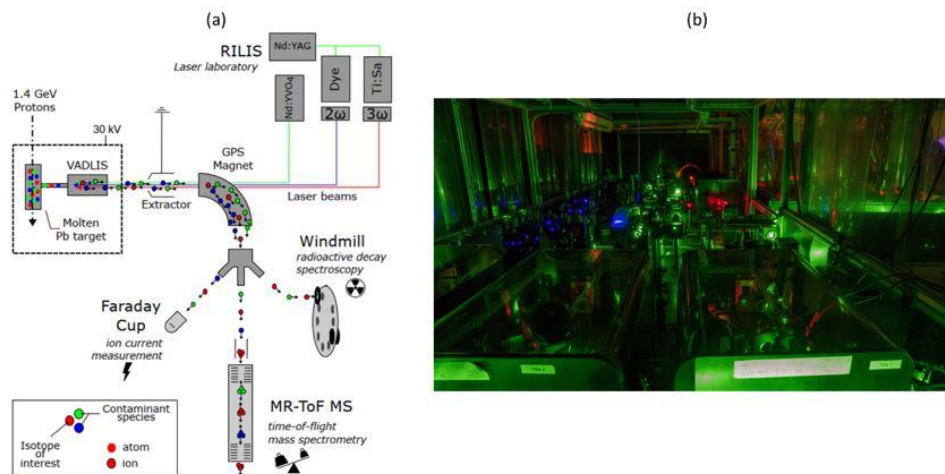 (a)
(b)
RILIS
Laser laboratory
Nd:YAG
Nd:YVO4
Dye
Ti:Sa
2ω
3ω
1.4 GeV
Protons
30 kV
VADLIS
GPS
Magnet
Extractor
Laser beams
Molten
Pb target
Windmill
radioactive decay
spectroscopy
Faraday
Cup
ion current
measurement
MR-ToF MS
time-of-flight
mass spectrometry
Contaminant
species
Isotope
of
interest
atom
ion